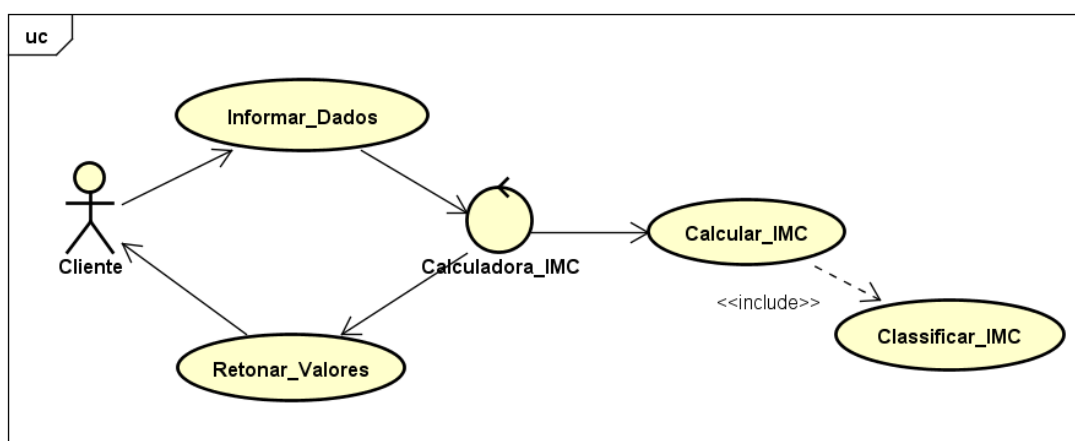 uc
Informar_Dados
Cliente
Calculadora_IMC
Calcular_IMC
<<include>>
Classificar_IMC
Retonar_Valores